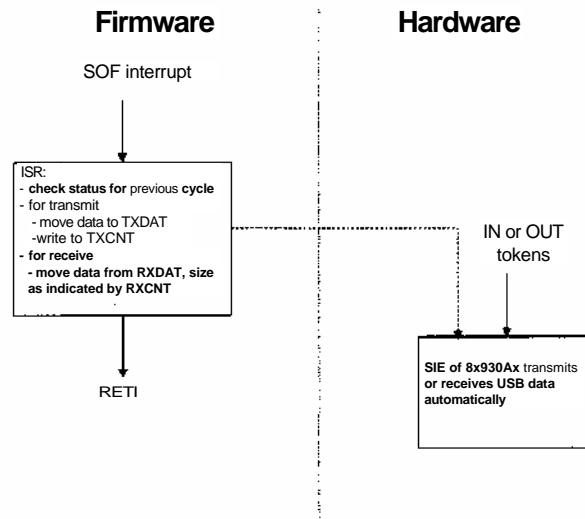 Firmware
Hardware
SOF interrupt
ISR:
- check status for previous cycle
- for transmit
- move data to TXDAT
-write to TXCNT
- for receive
- move data from RXDAT, size
as indicated by RXCNT
RETI
IN or OUT
tokens
SIE of 8x930Ax transmits
or receives USB data
automatically